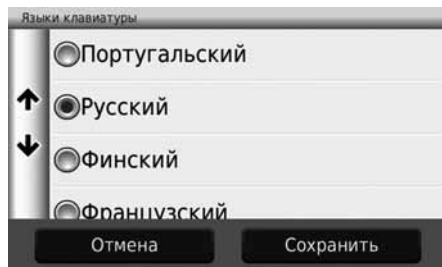 Языки клавиатуры
Португальский
Русский
Финский
Французский
Отмена
Сохранить